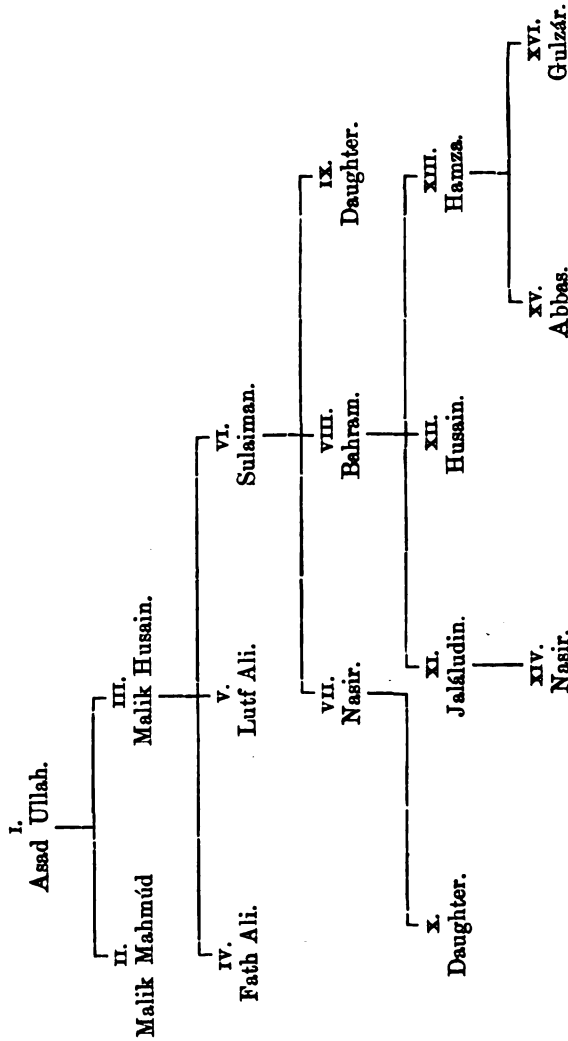 I.
Asad Ullah.
II.
Malik Mahmúd
III.
Malik Husain.
IV.
Fath Ali.
V.
Lutf Ali.
VI.
Sulaiman.
VII.
Nasir.
VIII.
Bahram.
IX.
Daughter.
X.
Daughter.
XI.
Jaláludin.
XII.
Husain.
XIII.
Hamza.
XIV.
Nasir.
XV.
Abbas.
XVI.
Gulzár.